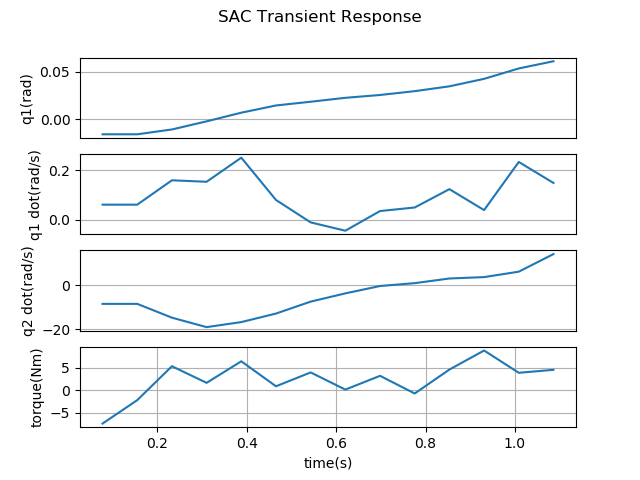 SAC Transient Response
q1(rad)
0.05
0.00
q1 dot(rad/s)
0.2
0.0
q2 dot(rad/s)
0
−20
torque(Nm)
5
0
−5
0.2 0.4 0.6 0.8 1.0
time(s)